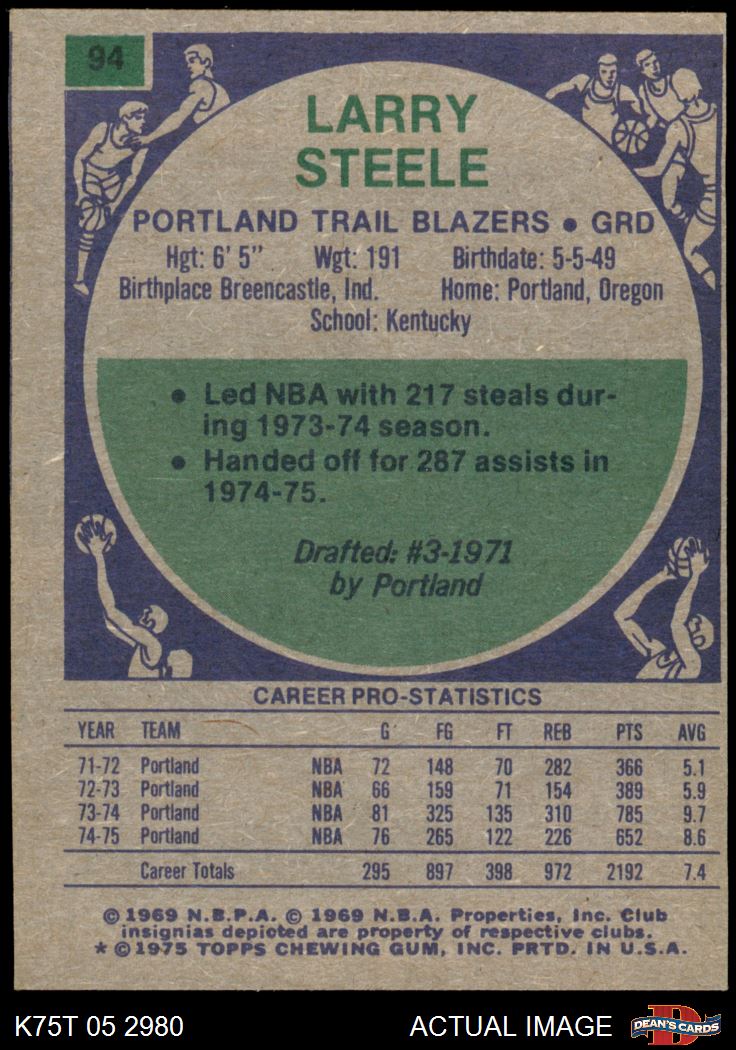 94
LARRY
STEELE
PORTLAND TRAIL BLAZERS • GRD
Hgt: 6' 5" Wgt: 191 Birthdate: 5-5-49
Birthplace Breencastle, Ind. Home: Portland, Oregon
School: Kentucky
• Led NBA with 217 steals dur-
ing 1973-74 season.
• Handed off for 287 assists in
1974-75.
Drafted: #3-1971
by Portland
CAREER PRO-STATISTICS
YEAR TEAM G FG FT REB PTS AVG
71-72 Portland NBA 72 148 70 282 366 5.1
72-73 Portland NBA 66 159 71 154 389 5.9
73-74 Portland NBA 81 325 135 310 785 9.7
74-75 Portland NBA 76 265 122 226 652 8.6
Career Totals 295 897 398 972 2192 7.4
© 1969 N.B.P.A. © 1969 N.B.A. Properties, Inc. Club
insignias depicted are property of respective clubs.
* © 1975 TOPPS CHEWING GUM, INC. PRTD. IN U.S.A.
K75T 05 2980 ACTUAL IMAGE DEAN'S CARDS